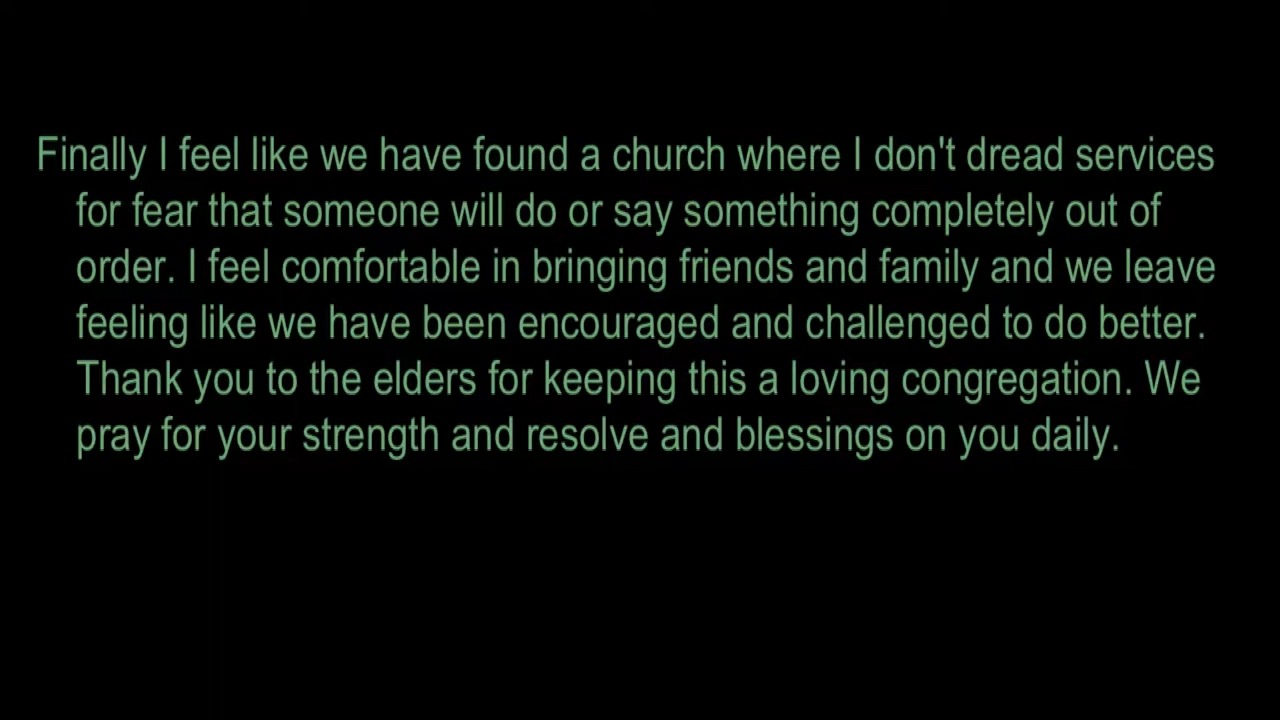 Finally I feel like we have found a church where I don't dread services
for fear that someone will do or say something completely out of
order. I feel comfortable in bringing friends and family and we leave
feeling like we have been encouraged and challenged to do better.
Thank you to the elders for keeping this a loving congregation. We
pray for your strength and resolve and blessings on you daily.